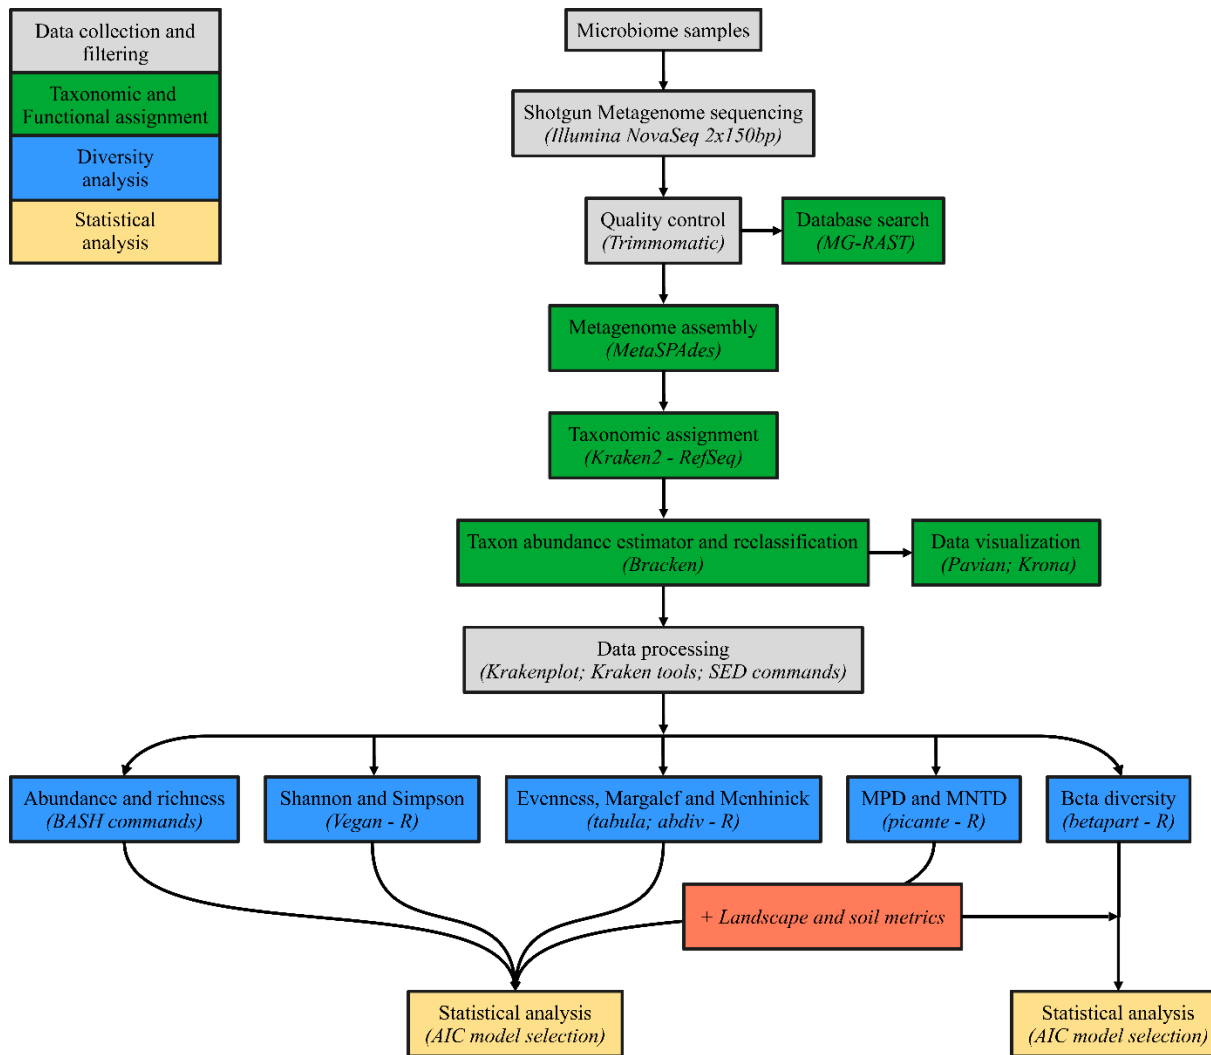 Data collection and
filtering
Taxonomic and
Functional assignment
Diversity
analysis
Statistical
analysis
Microbiome samples
Shotgun Metagenome sequencing
(Illumina NovaSeq 2x150bp)
Quality control
(Trimmomatic)
Database search
(MG-RAST)
Metagenome assembly
(MetaSPAdes)
Taxonomic assignment
(Kraken2 - RefSeq)
Taxon abundance estimator and reclassification
(Bracken)
Data visualization
(Pavian; Krona)
Data processing
(Krakenplot; Kraken tools; SED commands)
Abundance and richness
(BASH commands)
Shannon and Simpson
(Vegan - R)
Evenness, Margalef and Menhinick
(tabula; abdiv - R)
MPD and MNTD
(picante - R)
Beta diversity
(betapart - R)
+ Landscape and soil metrics
Statistical analysis
(AIC model selection)
Statistical analysis
(AIC model selection)